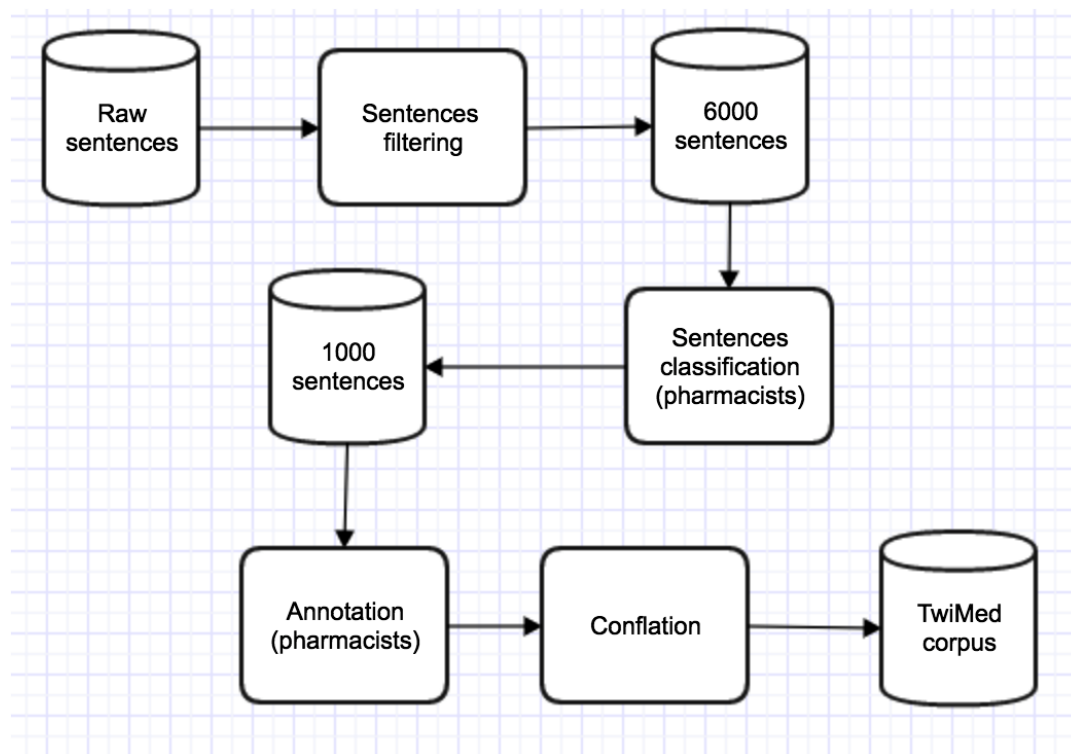 Raw
sentences
Sentences
filtering
6000
sentences
Sentences
classification
(pharmacists)
1000
sentences
Annotation
(pharmacists)
Conflation
TwiMed
corpus